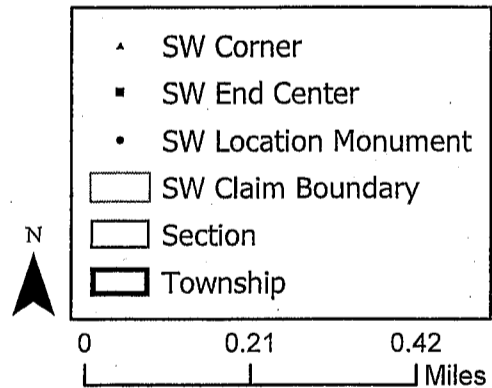 SW Corner
SW End Center
SW Location Monument
SW Claim Boundary
Section
Township
N
0 0.21 0.42
Miles